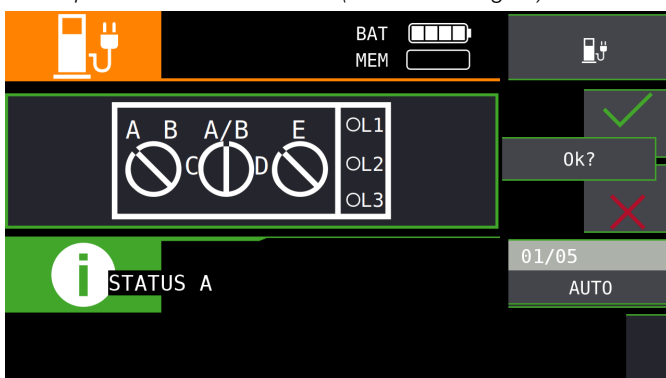 BAT
MEM
A B A/B E
C D
OL1
OL2
OL3
Ok?
STATUS A
01/05
AUTO